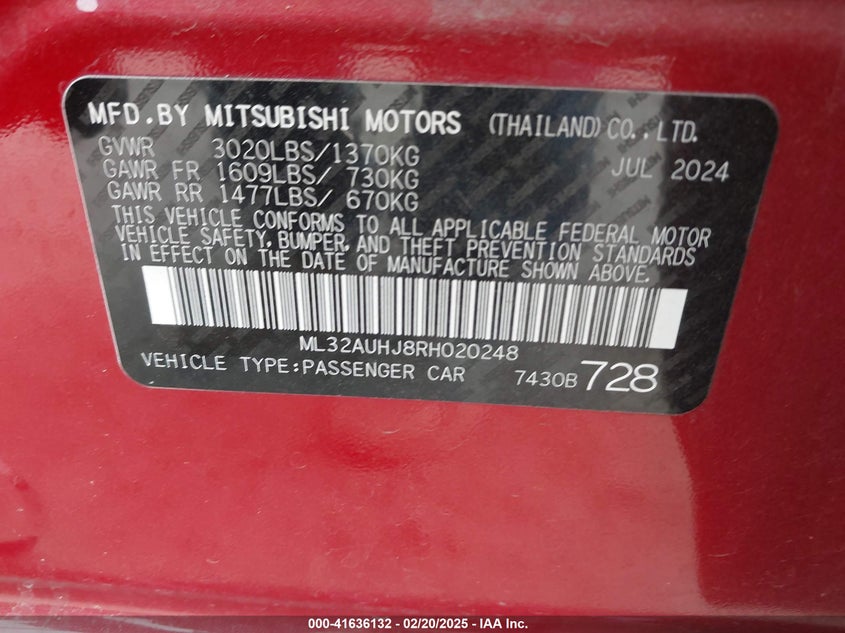 MFD.BY MITSUBISHI MOTORS (THAILAND)CO.,LTD.
GVWR 3020LBS/1370KG JUL 2024
GAWR FR 1609LBS/ 730KG
GAWR RR 1477LBS/ 670KG
THIS VEHICLE CONFORMS TO ALL APPLICABLE FEDERAL MOTOR
VEHICLE SAFETY, BUMPER, AND THEFT PREVENTION STANDARDS
IN EFFECT ON THE DATE OF MANUFACTURE SHOWN ABOVE.
ML32AUHJ8RH020248
VEHICLE TYPE:PASSENGER CAR 7430B 728
000-41636132 - 02/20/2025 - IAA Inc.